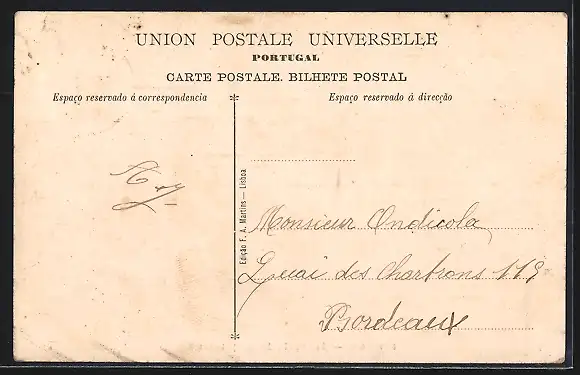 UNION POSTALE UNIVERSELLE
PORTUGAL
CARTE POSTALE. BILHETE POSTAL
Espaço reservado á correspondencia
Espaço reservado á direcção
Edição F. A. Martins — Lisboa
Monsieur Ondicola
Quai des Chartrons 119
Bordeaux